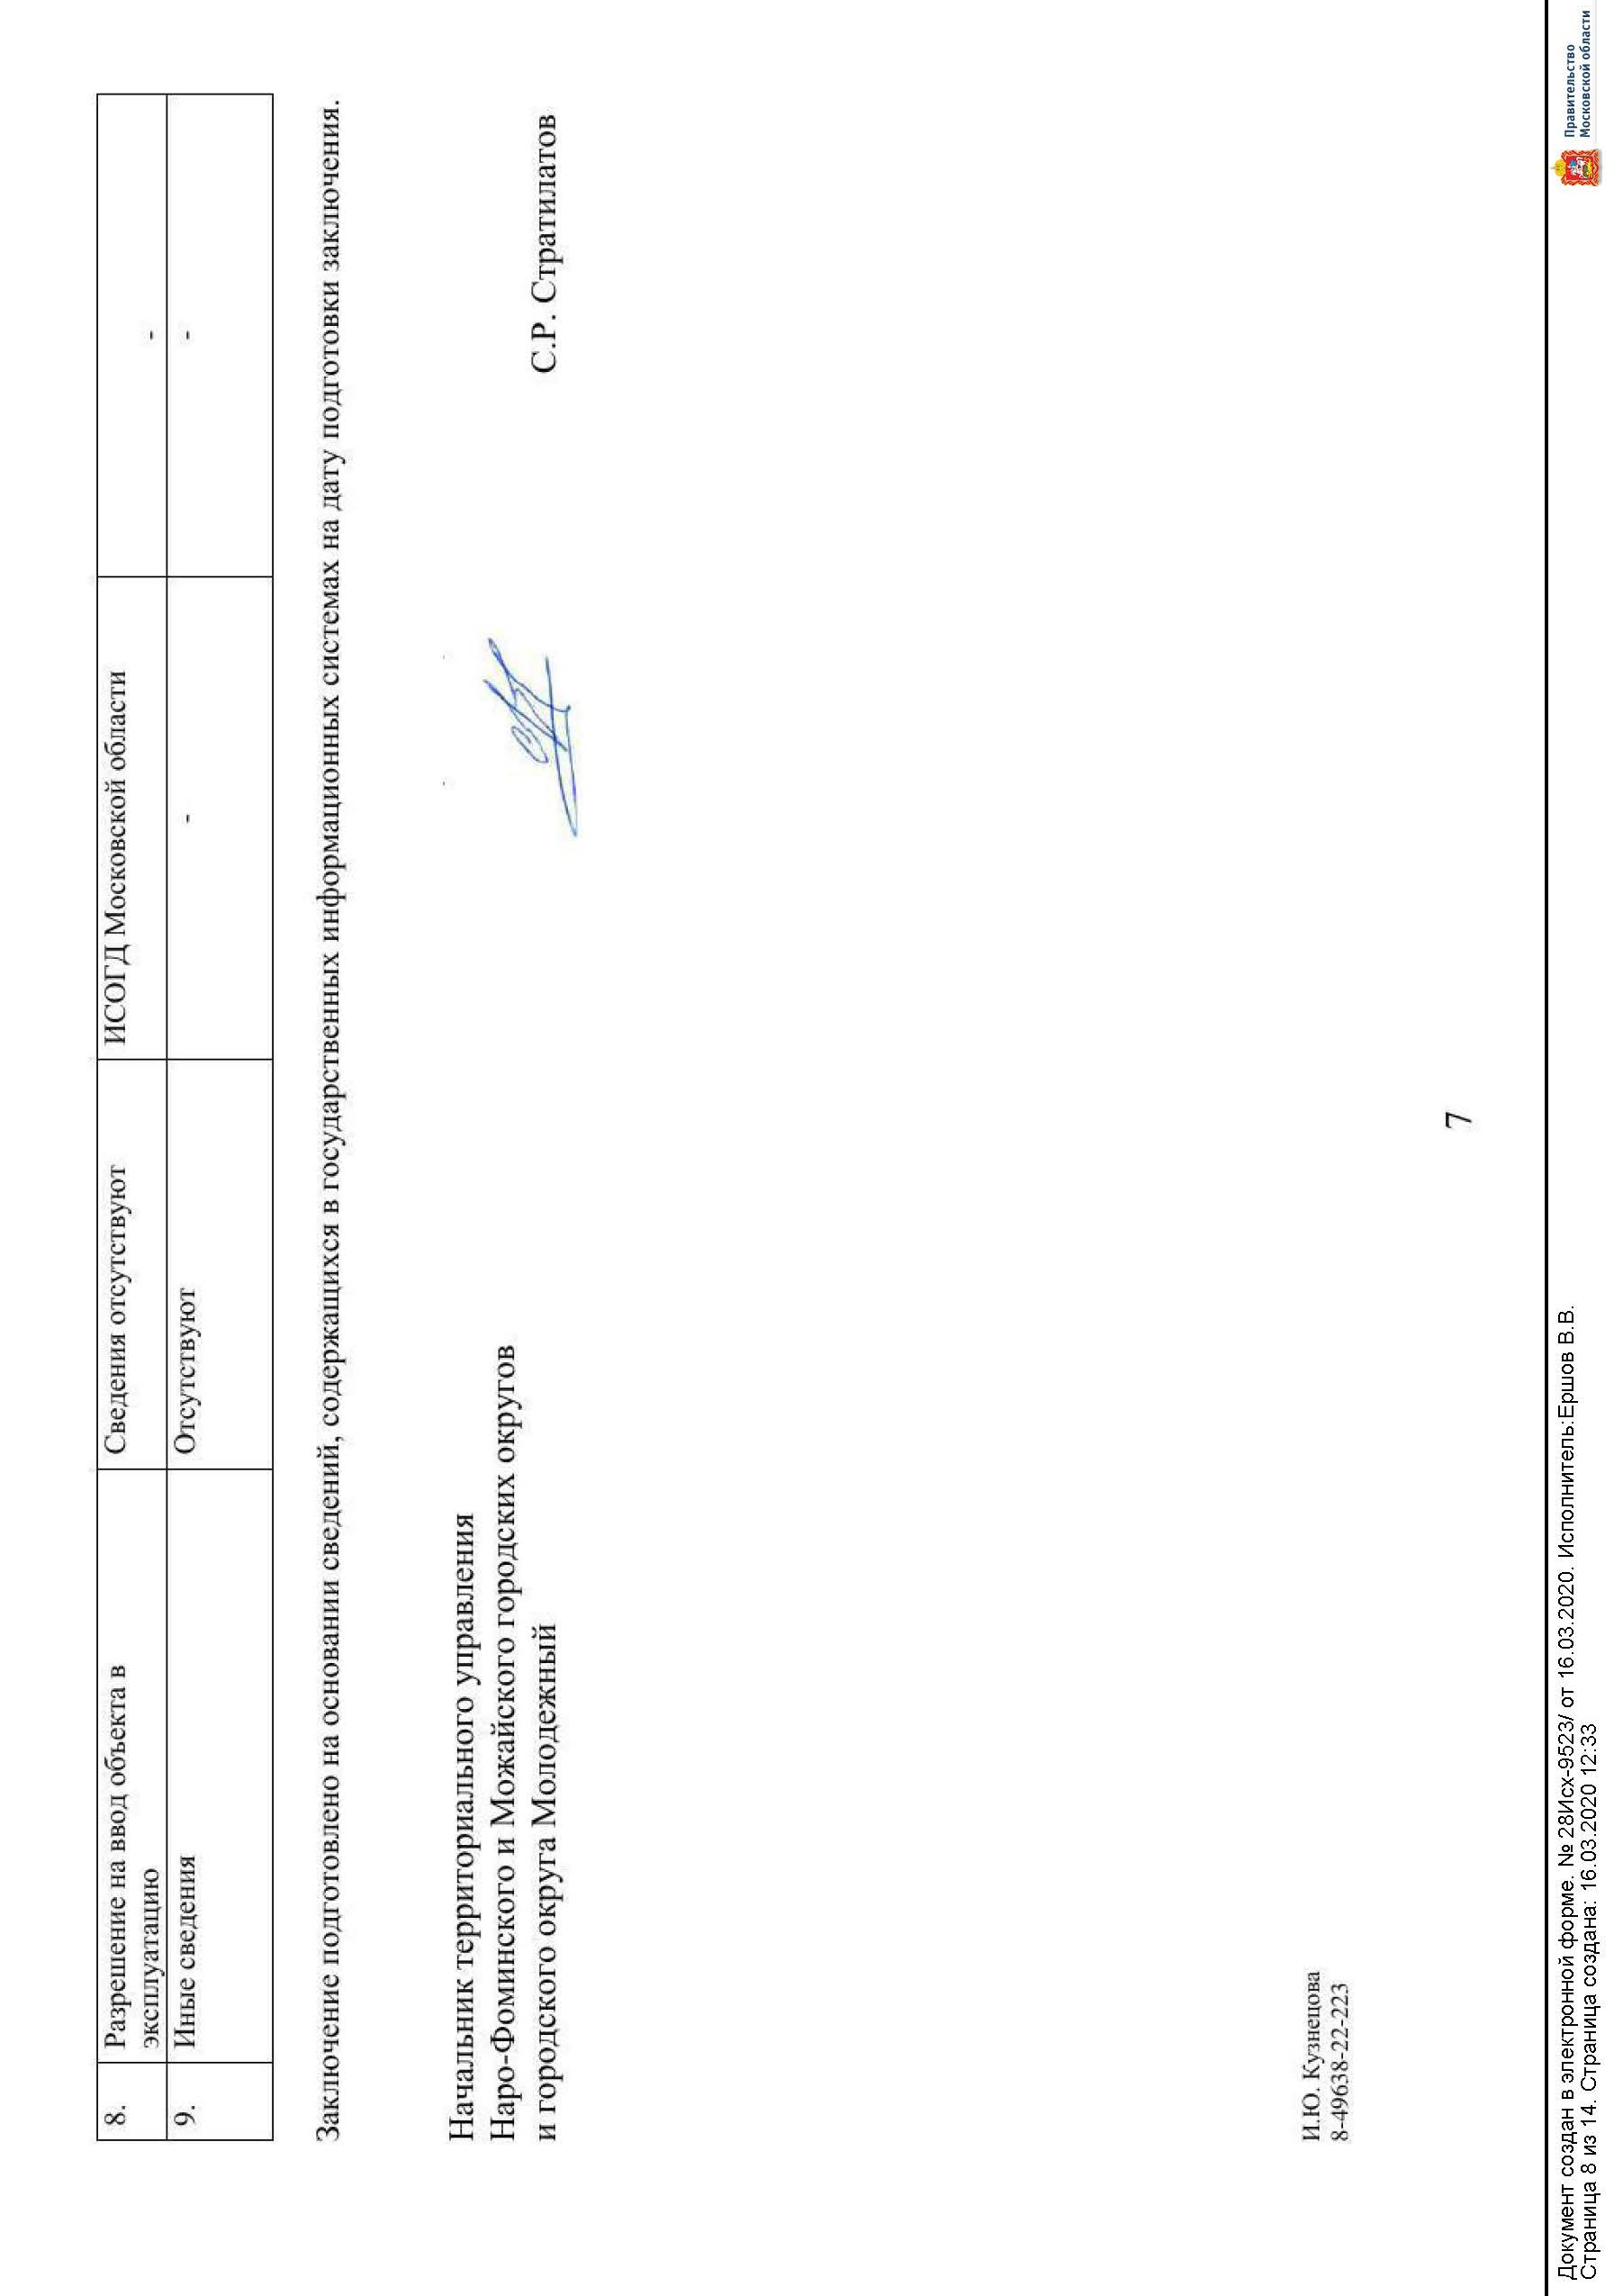 8. Разрешение на ввод объекта в эксплуатацию Сведения отсутствуют ИСОГД Московской области -
9. Иные сведения Отсутствуют - -
Заключение подготовлено на основании сведений, содержащихся в государственных информационных системах на дату подготовки заключения.
Начальник территориального управления
Наро-Фоминского и Можайского городских округов
и городского округа Молодежный С.Р. Стратилатов
И.Ю. Кузнецова
8-49638-22-223
7
Документ создан в электронной форме. № 28Исх-9523/ от 16.03.2020. Исполнитель:Ершов В.В.
Страница 8 из 14. Страница создана: 16.03.2020 12:33
Правительство
Московской области